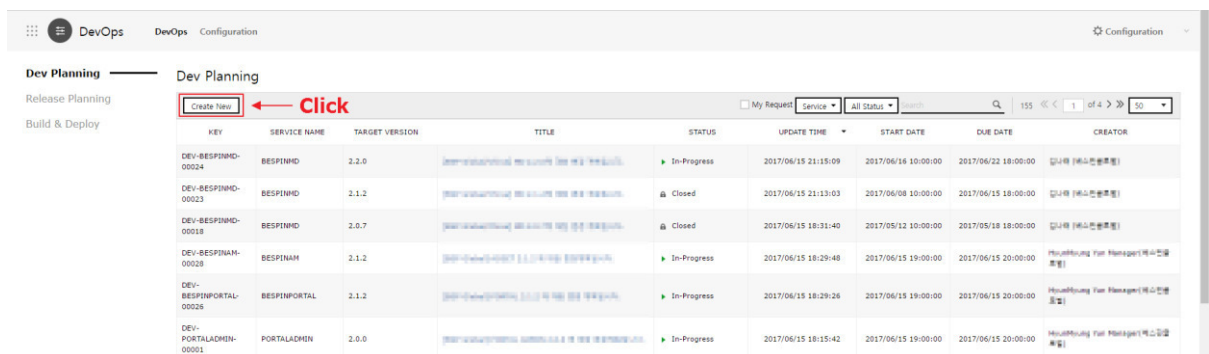 DevOps DevOps Configuration Configuration
Dev Planning Dev Planning
Release Planning
Build & Deploy
Create New Click My Request Service All Status Search 155 1 of 4 50
KEY SERVICE NAME TARGET VERSION TITLE STATUS UPDATE TIME START DATE DUE DATE CREATOR
DEV-BESPINMD-
00024 BESPINMD 2.2.0 In-Progress 2017/06/15 21:15:09 2017/06/16 10:00:00 2017/06/22 18:00:00
DEV-BESPINMD-
00023 BESPINMD 2.1.2 Closed 2017/06/15 21:13:03 2017/06/08 10:00:00 2017/06/15 18:00:00
DEV-BESPINMD-
00018 BESPINMD 2.0.7 Closed 2017/06/15 18:31:40 2017/05/12 10:00:00 2017/05/18 18:00:00
DEV-BESPINAM-
00028 BESPINAM 2.1.2 In-Progress 2017/06/15 18:29:48 2017/06/15 19:00:00 2017/06/15 20:00:00
DEV-
BESPINPORTAL-
00026 BESPINPORTAL 2.1.2 In-Progress 2017/06/15 18:29:26 2017/06/15 19:00:00 2017/06/15 20:00:00
DEV-
PORTALADMIN-
00001 PORTALADMIN 2.0.0 In-Progress 2017/06/15 18:15:42 2017/06/15 19:00:00 2017/06/15 20:00:00